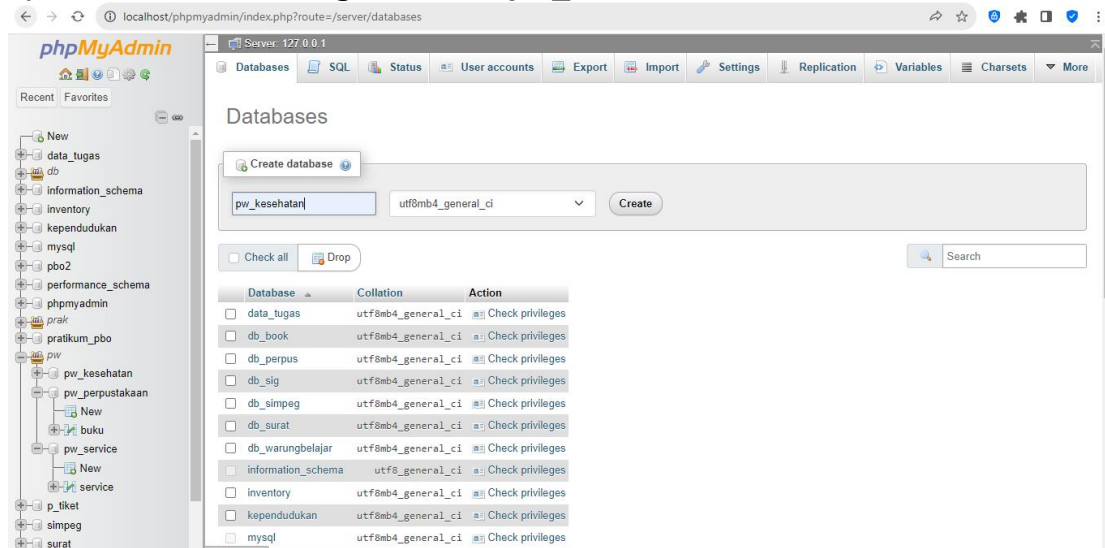 localhost/phpmyadmin/index.php?route=/server/databases
phpMyAdmin
Recent Favorites
New
data_tugas
db
information_schema
inventory
kependudukan
mysql
pbo2
performance_schema
phpmyadmin
prak
pratikum_pbo
pw
pw_kesehatan
pw_perpustakaan
New
buku
pw_service
New
service
p_tiket
simpeg
surat
Server: 127.0.0.1
Databases SQL Status User accounts Export Import Settings Replication Variables Charsets More
Databases
Create database
pw_kesehatan utf8mb4_general_ci Create
Check all Drop Search
Database Collation Action
data_tugas utf8mb4_general_ci Check privileges
db_book utf8mb4_general_ci Check privileges
db_perpus utf8mb4_general_ci Check privileges
db_sig utf8mb4_general_ci Check privileges
db_simpeg utf8mb4_general_ci Check privileges
db_surat utf8mb4_general_ci Check privileges
db_warungbelajar utf8mb4_general_ci Check privileges
information_schema utf8_general_ci Check privileges
inventory utf8mb4_general_ci Check privileges
kependudukan utf8mb4_general_ci Check privileges
mysql utf8mb4_general_ci Check privileges